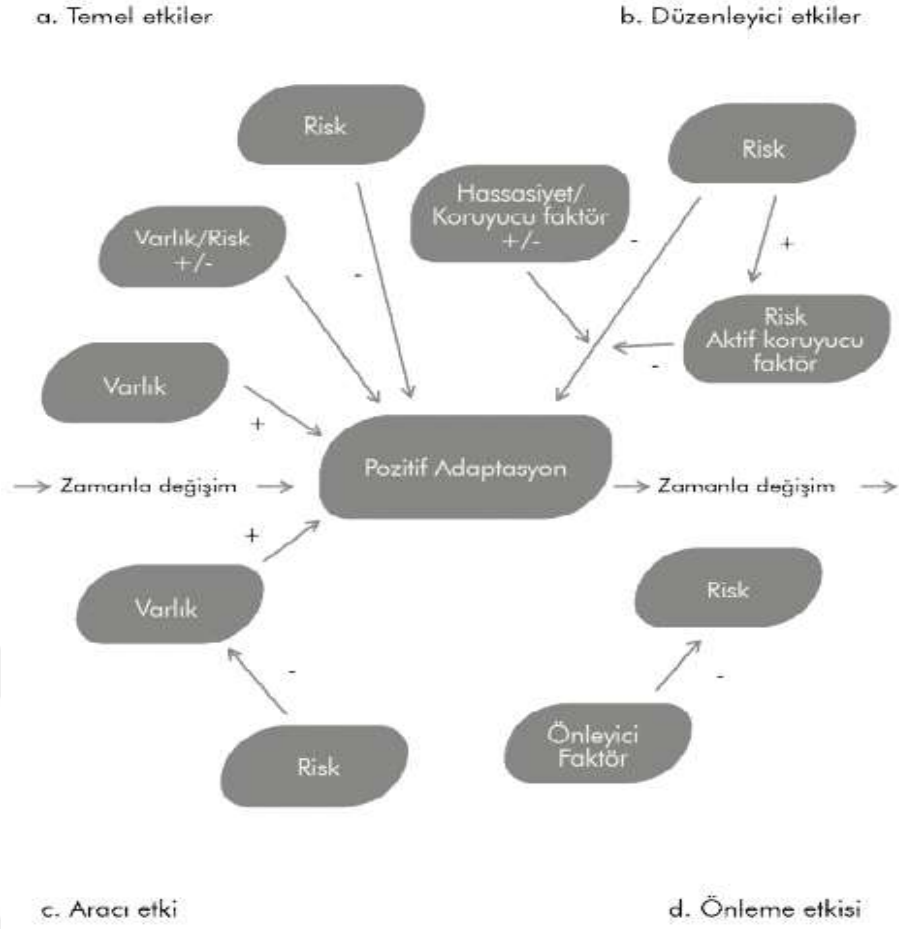 a. Temel etkiler
b. Düzenleyici etkiler
Risk
Risk
Hassasiyet/
Koruyucu faktör
+/-
Varlık/Risk
+/-
-
-
+
Risk
Aktif koruyucu
faktör
-
Varlık
+
Pozitif Adaptasyon
Zamanla değişim
Zamanla değişim
+
Varlık
Risk
-
-
Önleyici
Faktör
Risk
c. Aracı etki
d. Önleme etkisi